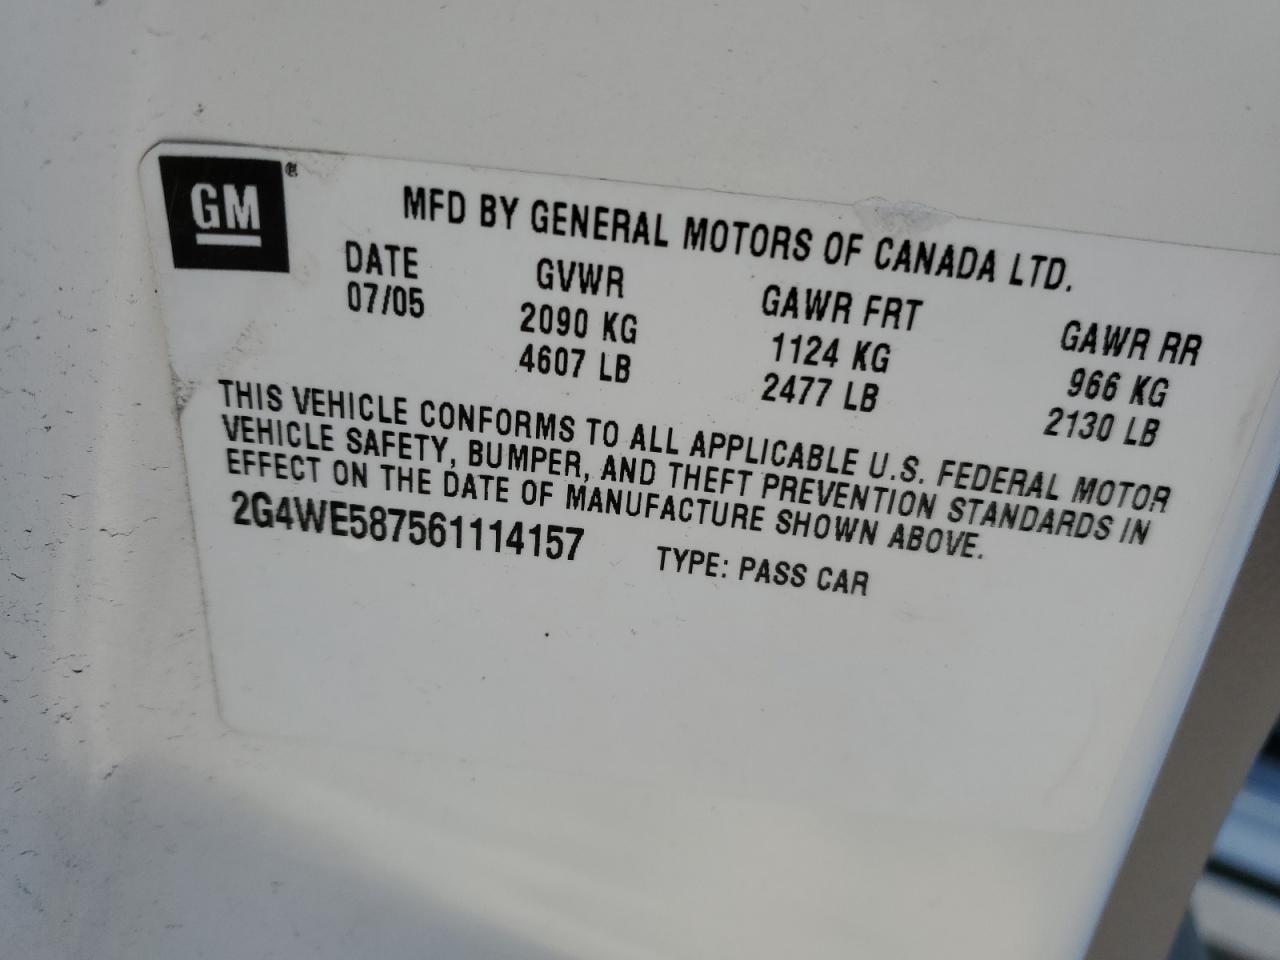 GM ®
MFD BY GENERAL MOTORS OF CANADA LTD.
DATE GVWR GAWR FRT GAWR RR
07/05 2090 KG 1124 KG 966 KG
4607 LB 2477 LB 2130 LB
THIS VEHICLE CONFORMS TO ALL APPLICABLE U.S. FEDERAL MOTOR
VEHICLE SAFETY, BUMPER, AND THEFT PREVENTION STANDARDS IN
EFFECT ON THE DATE OF MANUFACTURE SHOWN ABOVE.
2G4WE587561114157 TYPE: PASS CAR